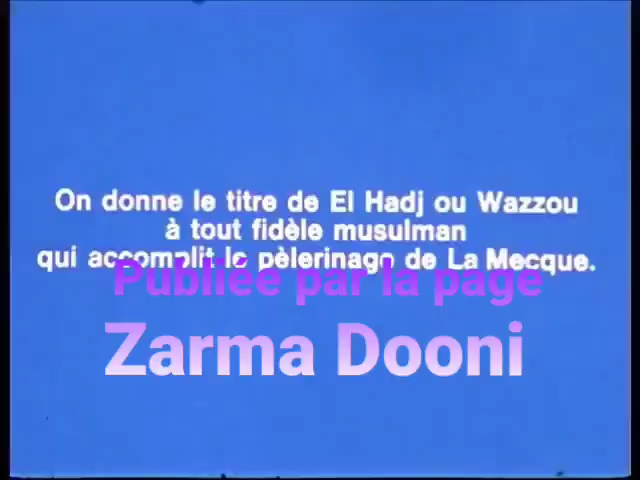 On donne le titre de El Hadj ou Wazzou
à tout fidèle musulman
qui accomplit le pèlerinage de La Mecque.
Publiée par la page
Zarma Dooni